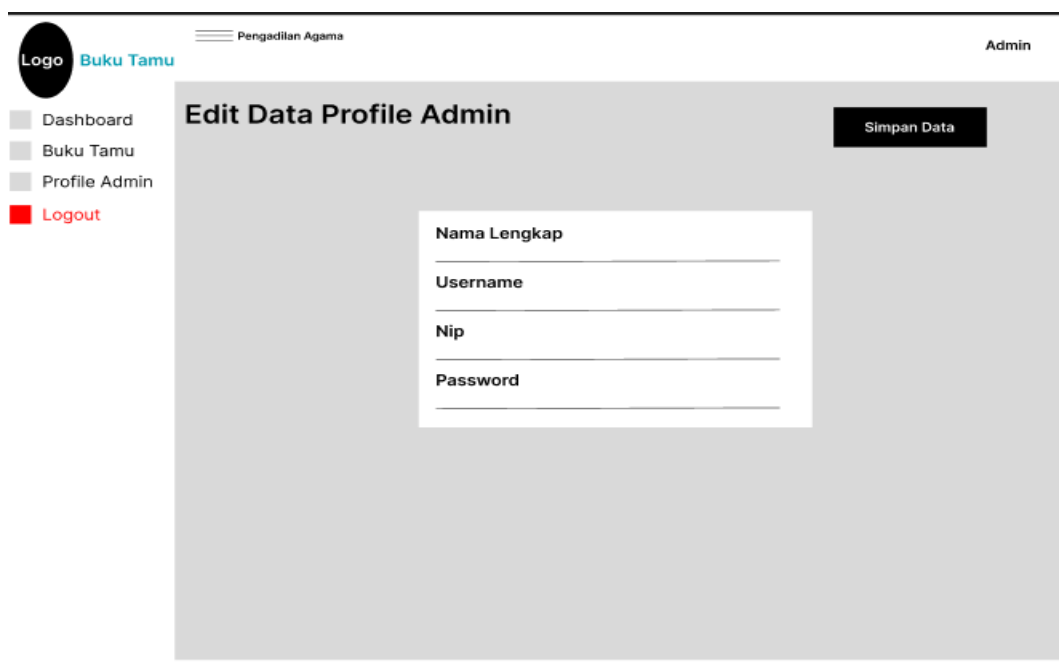 Logo
Buku Tamu
Pengadilan Agama
Admin
Dashboard
Buku Tamu
Profile Admin
Logout
Edit Data Profile Admin
Simpan Data
Nama Lengkap
Username
Nip
Password